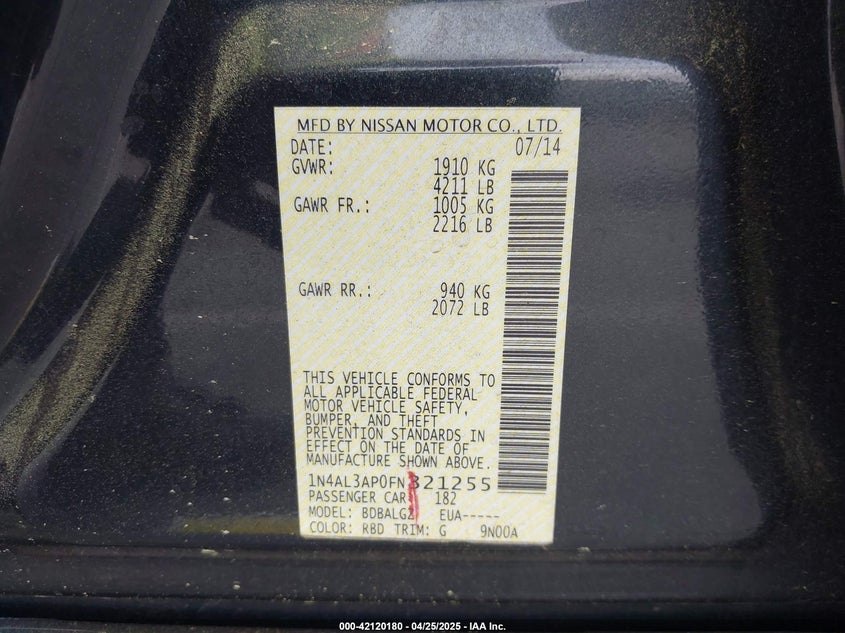 MFD BY NISSAN MOTOR CO., LTD.
DATE: 07/14
GVWR: 1910 KG
4211 LB
GAWR FR.: 1005 KG
2216 LB
GAWR RR.: 940 KG
2072 LB
THIS VEHICLE CONFORMS TO
ALL APPLICABLE FEDERAL
MOTOR VEHICLE SAFETY,
BUMPER, AND THEFT
PREVENTION STANDARDS IN
EFFECT ON THE DATE OF
MANUFACTURE SHOWN ABOVE.
1N4AL3AP0FN321255
PASSENGER CAR 182
MODEL: BDBALGZ EUA-----
COLOR: RBD TRIM: G 9N00A
000-42120180 - 04/25/2025 - IAA Inc.